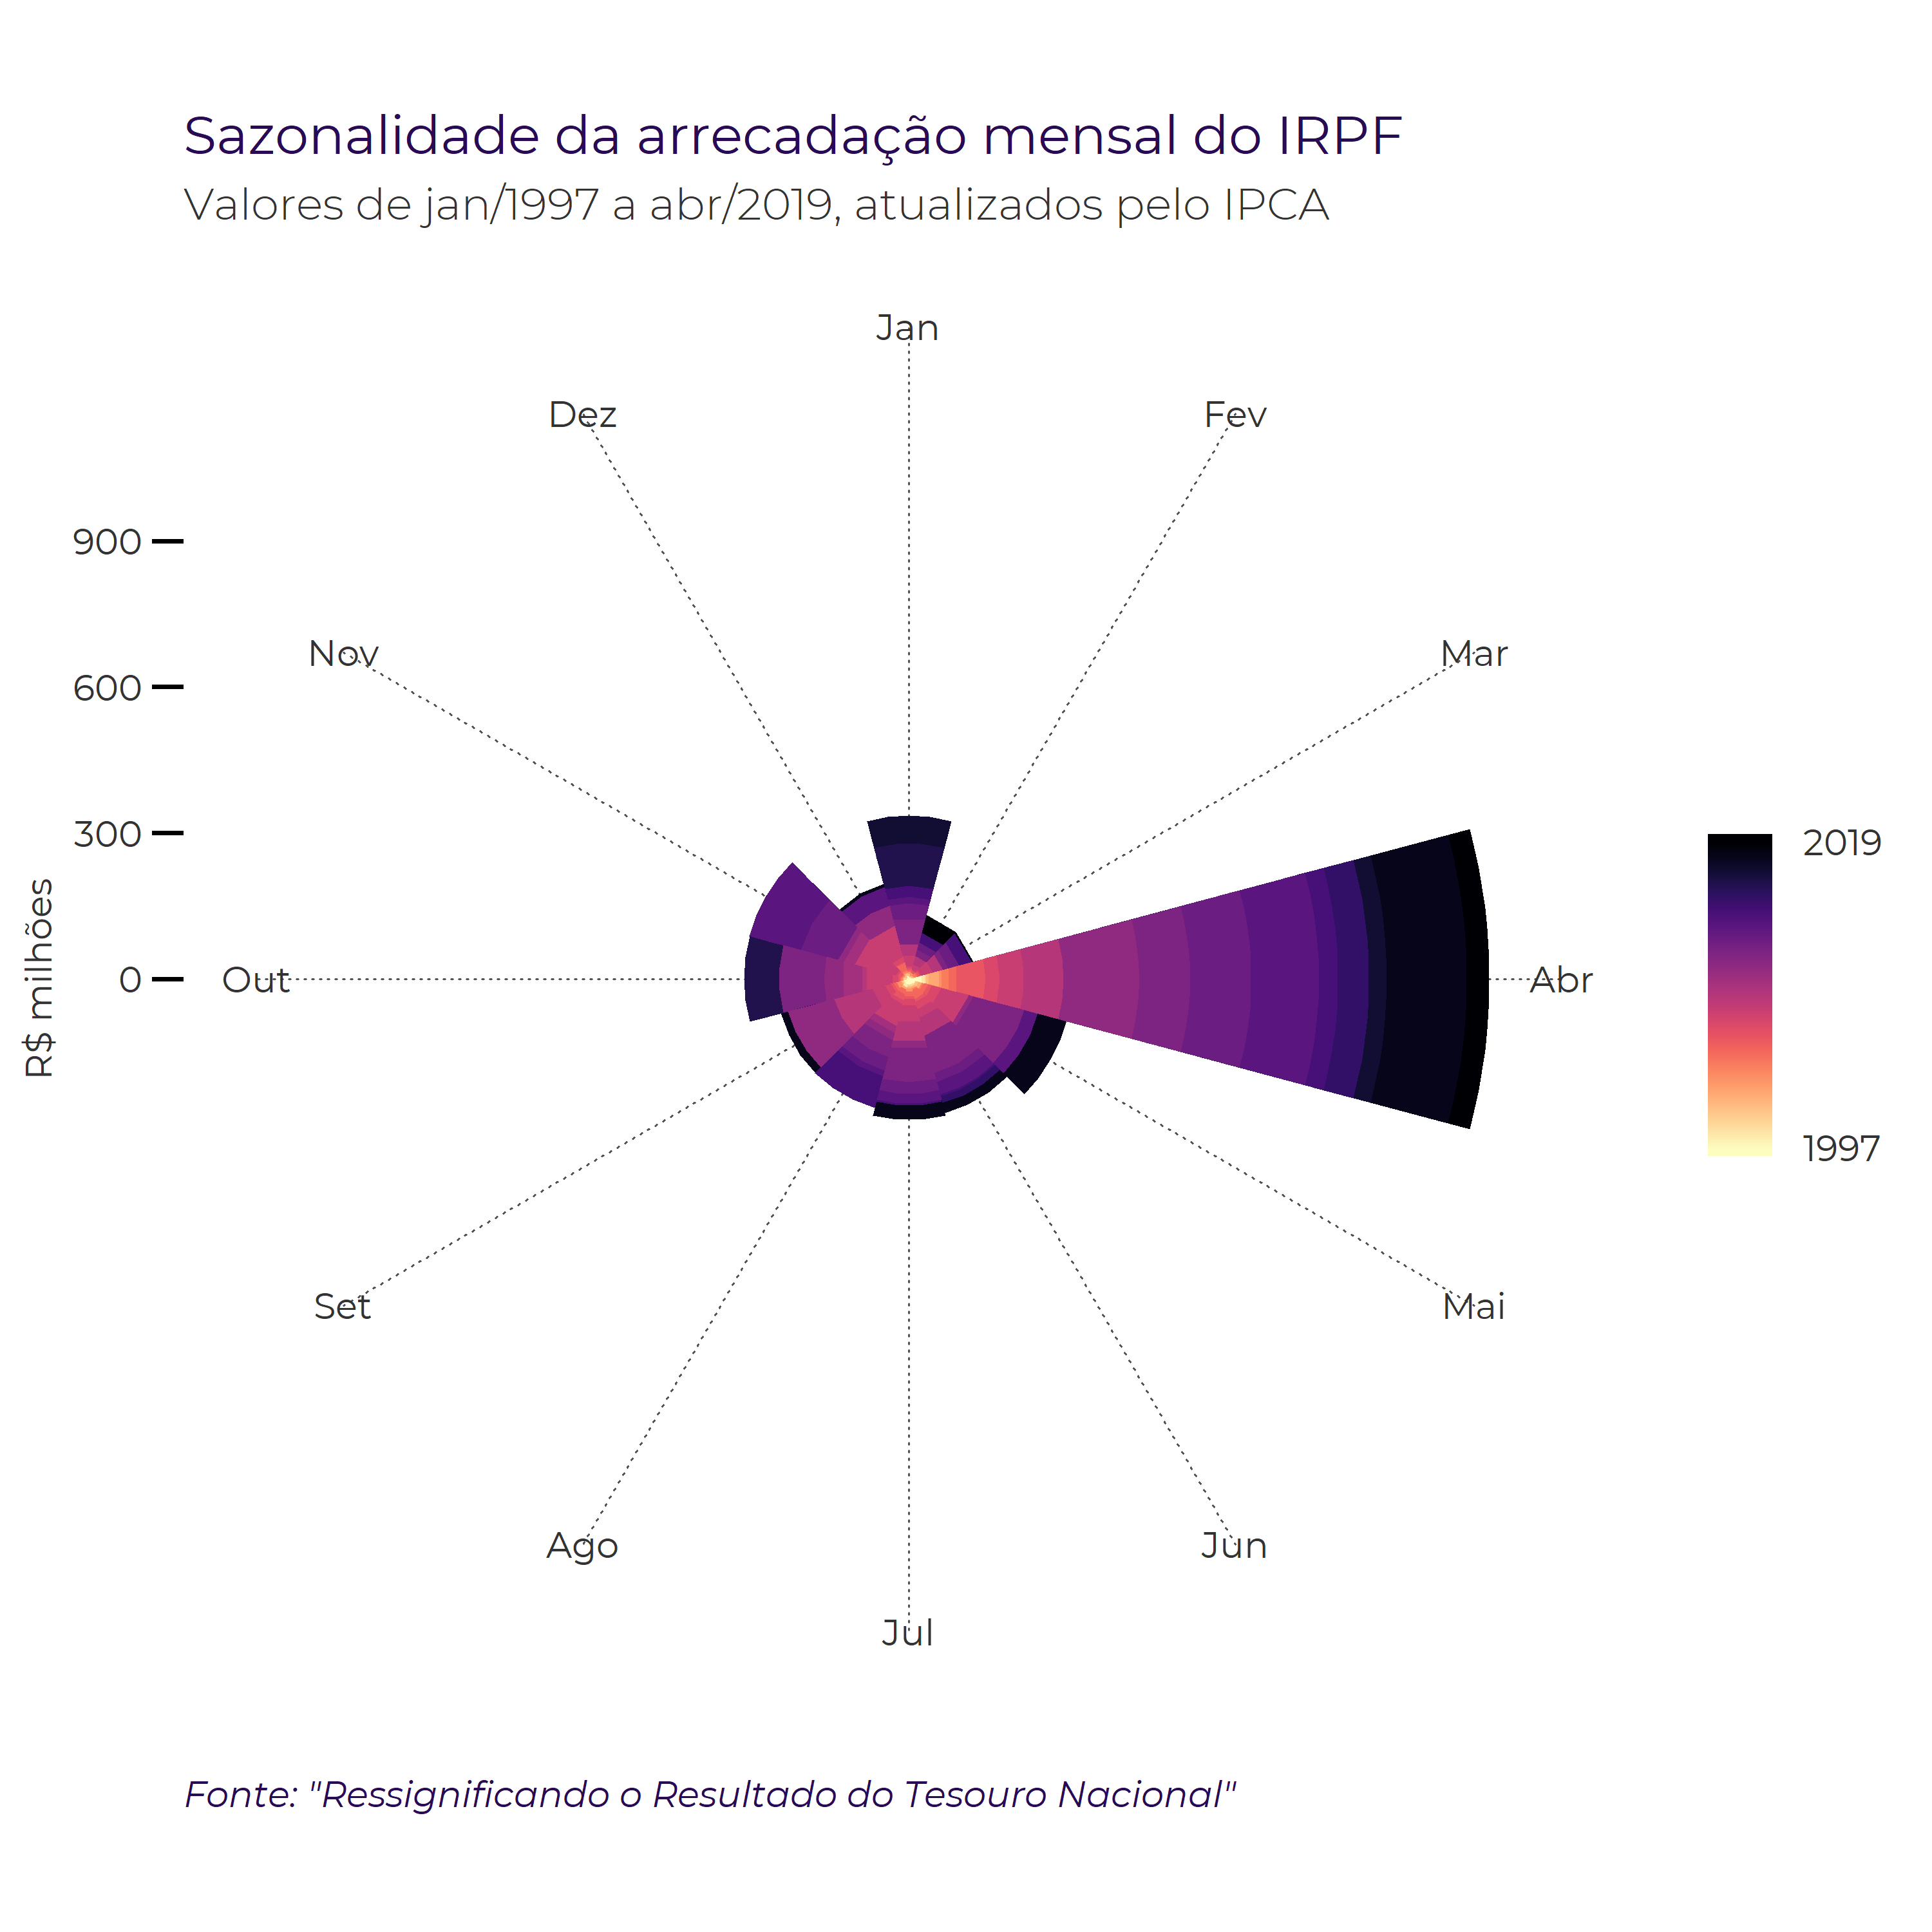 Sazonalidade da arrecadação mensal do IRPF
Valores de jan/1997 a abr/2019, atualizados pelo IPCA
Jan
Dez
Fev
900
Nov
Mar
600
300
2019
R$ milhões
0
Out
Abr
1997
Set
Mai
Ago
Jun
Jul
Fonte: "Ressignificando o Resultado do Tesouro Nacional"